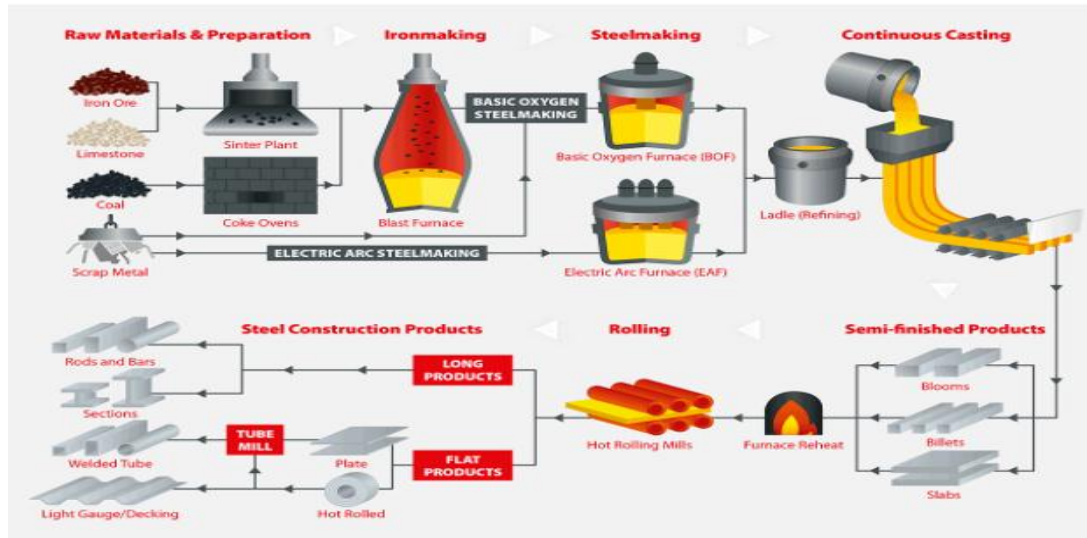 Raw Materials & Preparation
Ironmaking
Steelmaking
Continuous Casting
Iron Ore
Limestone
Sinter Plant
Coal
Coke Ovens
Scrap Metal
Blast Furnace
BASIC OXYGEN
STEELMAKING
ELECTRIC ARC STEELMAKING
Basic Oxygen Furnace (BOF)
Electric Arc Furnace (EAF)
Ladle (Refining)
Steel Construction Products
Rolling
Semi-finished Products
Rods and Bars
Sections
Welded Tube
Light Gauge/Decking
TUBE
MILL
LONG
PRODUCTS
Plate
FLAT
PRODUCTS
Hot Rolled
Hot Rolling Mills
Furnace Reheat
Blooms
Billets
Slabs